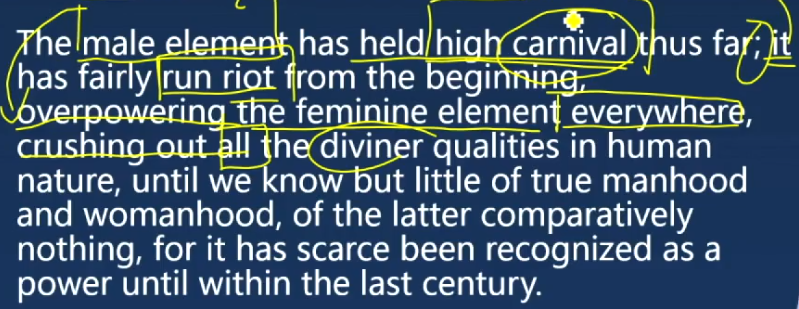 The male element has held high carnival thus far; it
has fairly run riot from the beginning,
overpowering the feminine element everywhere,
crushing out all the diviner qualities in human
nature, until we know but little of true manhood
and womanhood, of the latter comparatively
nothing, for it has scarce been recognized as a
power until within the last century.